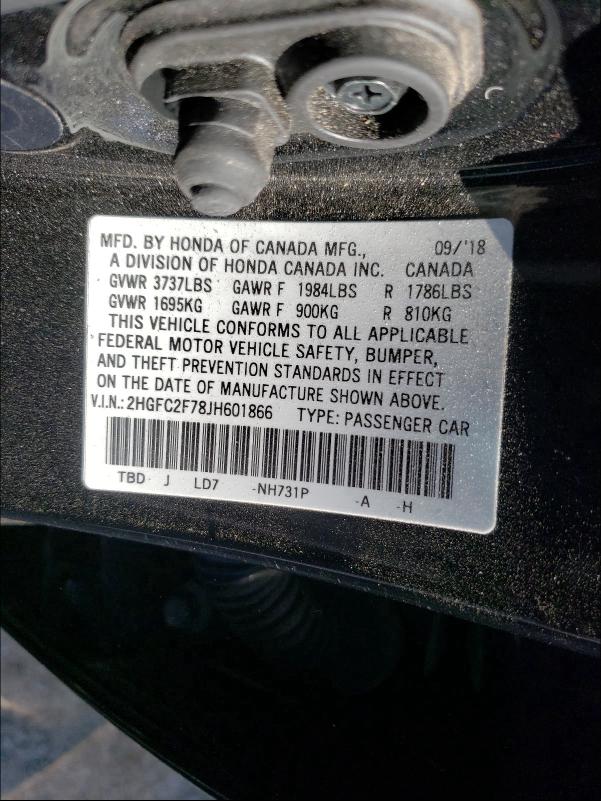 MFD. BY HONDA OF CANADA MFG., 09/'18
A DIVISION OF HONDA CANADA INC. CANADA
GVWR 3737LBS GAWR F 1984LBS R 1786LBS
GVWR 1695KG GAWR F 900KG R 810KG
THIS VEHICLE CONFORMS TO ALL APPLICABLE
FEDERAL MOTOR VEHICLE SAFETY, BUMPER,
AND THEFT PREVENTION STANDARDS IN EFFECT
ON THE DATE OF MANUFACTURE SHOWN ABOVE.
V.I.N.: 2HGFC2F78JH601866 TYPE: PASSENGER CAR
TBD J LD7 -NH731P -A -H